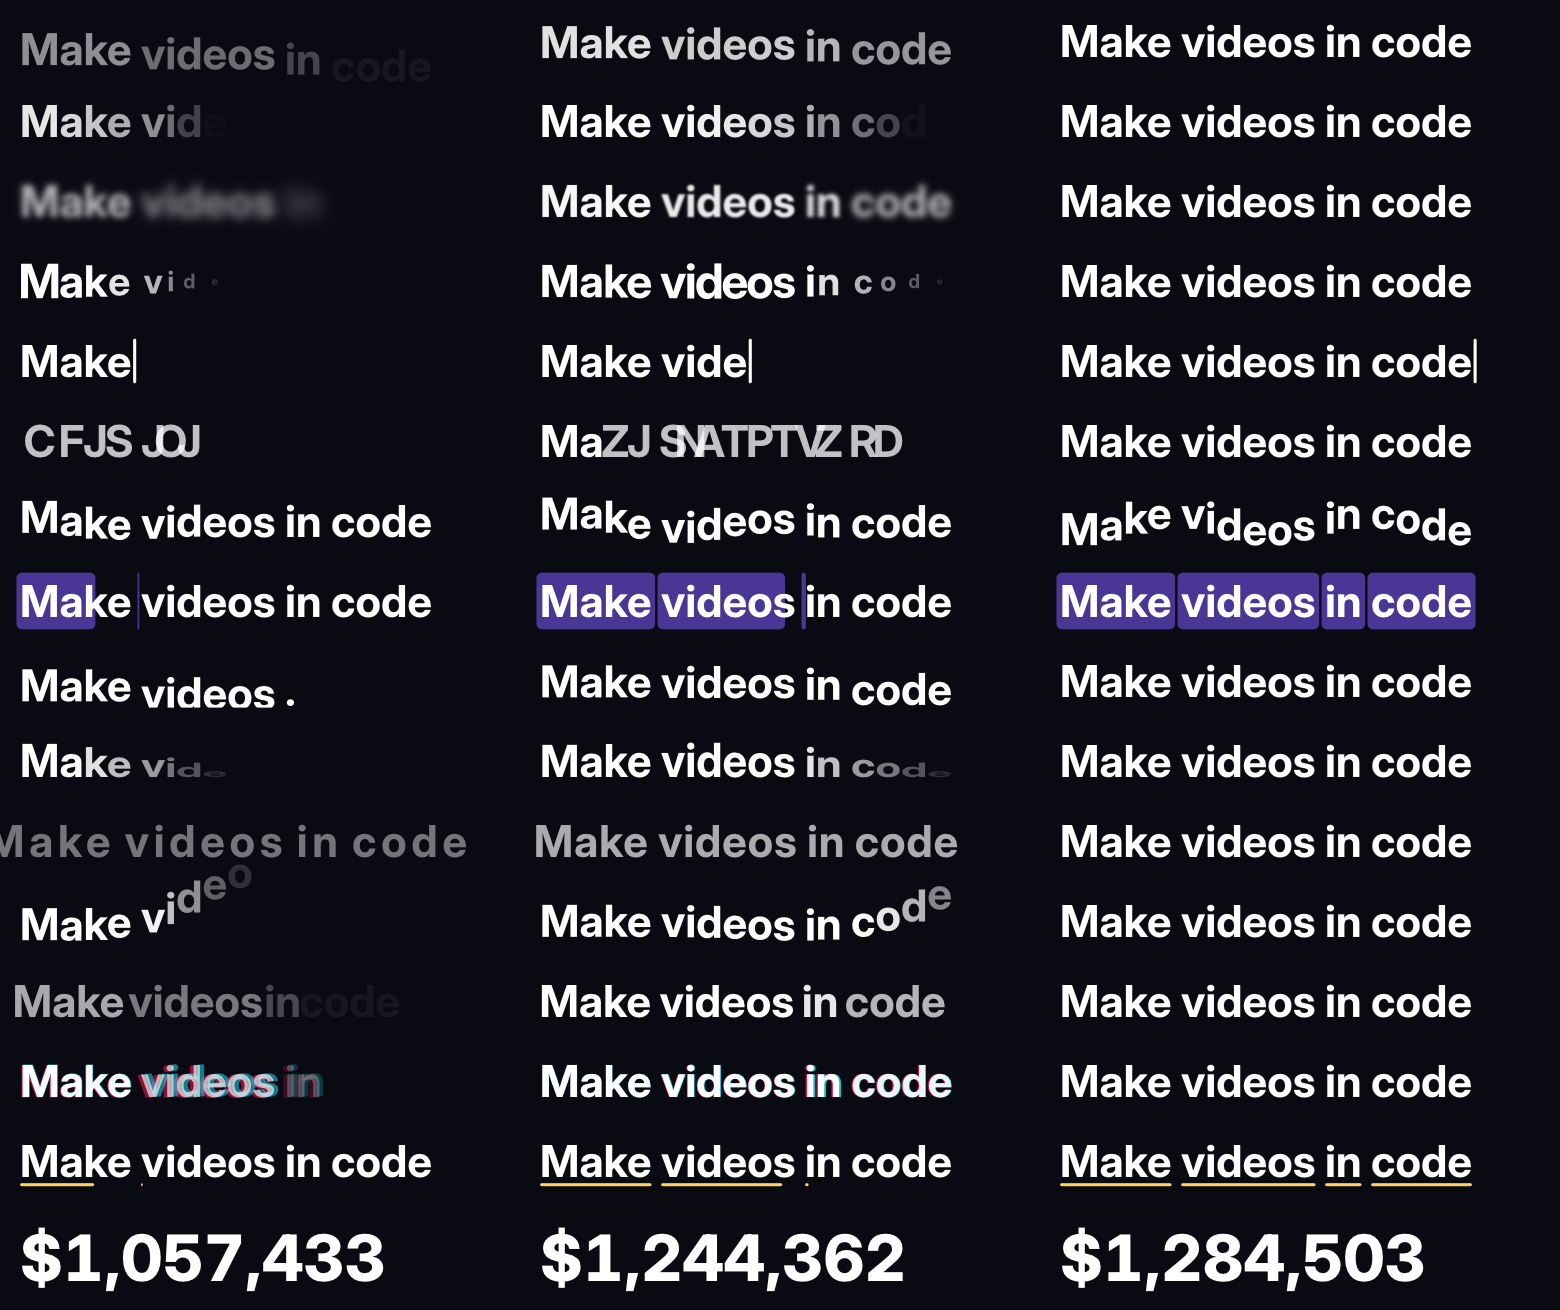 Make videos in code Make videos in code Make videos in code
Make vide Make videos in cod Make videos in code
Make videos in Make videos in code Make videos in code
Make vide Make videos in code Make videos in code
Make Make vide Make videos in code
CFJS JOJ MaZJ SNATPTVZ RD Make videos in code
Make videos in code Make videos in code Make videos in code
Make videos in code Make videos in code Make videos in code
Make videos . Make videos in code Make videos in code
Make vide Make videos in code Make videos in code
Make videos in code Make videos in code Make videos in code
Make video Make videos in code Make videos in code
Make videos in code Make videos in code Make videos in code
Make videos in Make videos in code Make videos in code
Make videos in code Make videos in code Make videos in code
$1,057,433 $1,244,362 $1,284,503